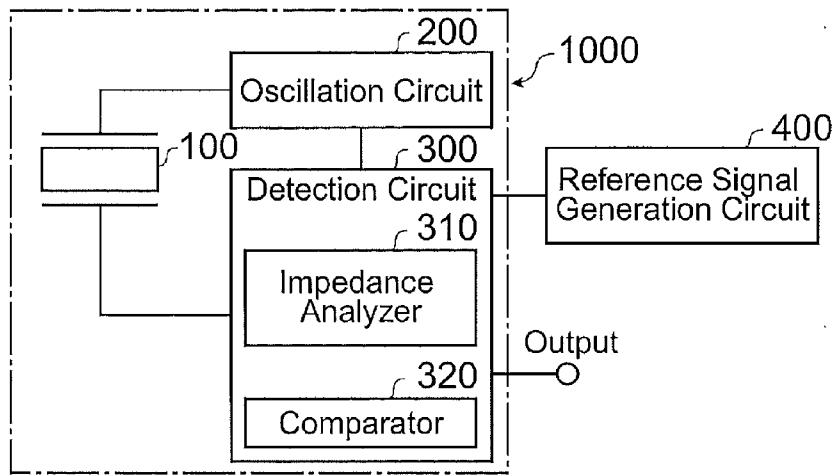 200
1000
Oscillation Circuit
100
300
400
Detection Circuit
Reference Signal
Generation Circuit
310
Impedance
Analyzer
Output
320
Comparator